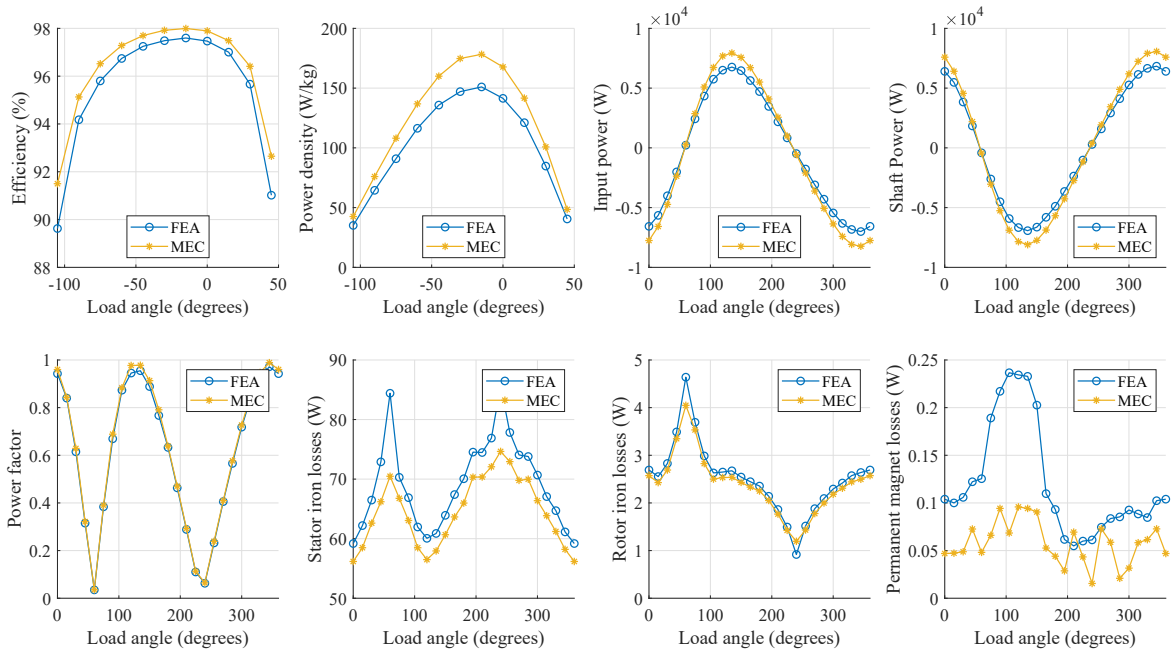 Efficiency (%)
98
96
94
92
90
88
-100
-50
0
50
FEA
MEC
Load angle (degrees)
Power density (W/kg)
200
150
100
50
0
-100
-50
0
50
FEA
MEC
Load angle (degrees)
×10⁴
Input power (W)
1
0.5
0
-0.5
-1
0
100
200
300
FEA
MEC
Load angle (degrees)
×10⁴
Shaft Power (W)
1
0.5
0
-0.5
-1
0
100
200
300
FEA
MEC
Load angle (degrees)
Power factor
1
0.8
0.6
0.4
0.2
0
0
100
200
300
FEA
MEC
Load angle (degrees)
Stator iron losses (W)
90
80
70
60
50
0
100
200
300
FEA
MEC
Load angle (degrees)
Rotor iron losses (W)
5
4
3
2
1
0
0
100
200
300
FEA
MEC
Load angle (degrees)
Permanent magnet losses (W)
0.25
0.2
0.15
0.1
0.05
0
0
100
200
300
FEA
MEC
Load angle (degrees)